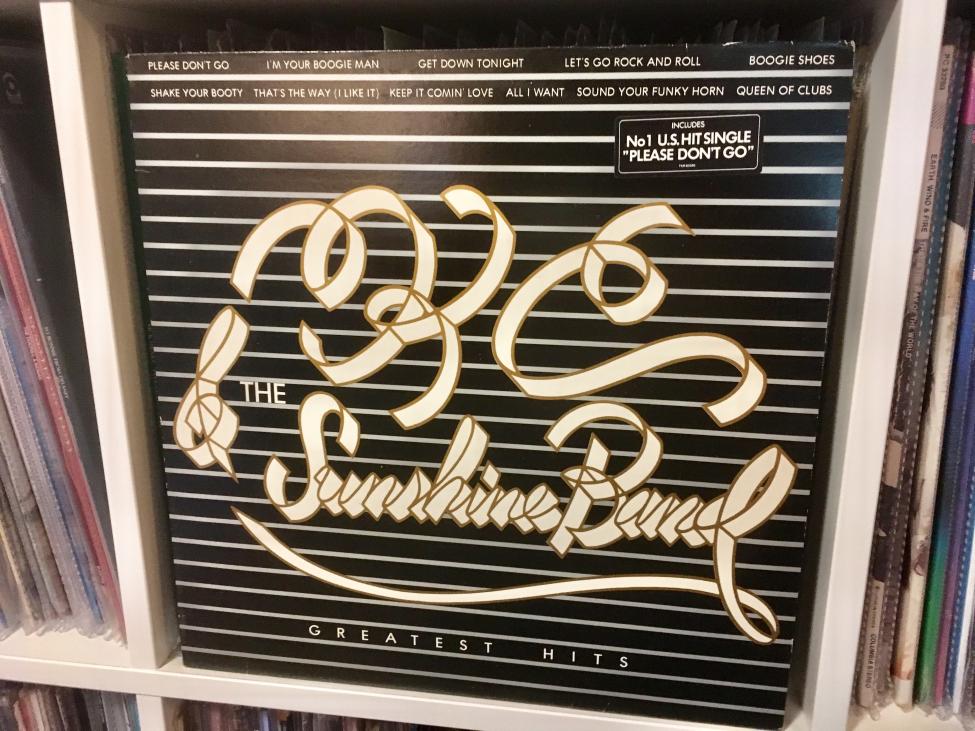 PLEASE DON'T GO I'M YOUR BOOGIE MAN GET DOWN TONIGHT LET'S GO ROCK AND ROLL BOOGIE SHOES
SHAKE YOUR BOOTY THAT'S THE WAY (I LIKE IT) KEEP IT COMIN' LOVE ALL I WANT SOUND YOUR FUNKY HORN QUEEN OF CLUBS
INCLUDES
No1 U.S. HIT SINGLE
"PLEASE DON'T GO"
KC
& THE
Sunshine Band
GREATEST HITS
EARTH, WIND & FIRE